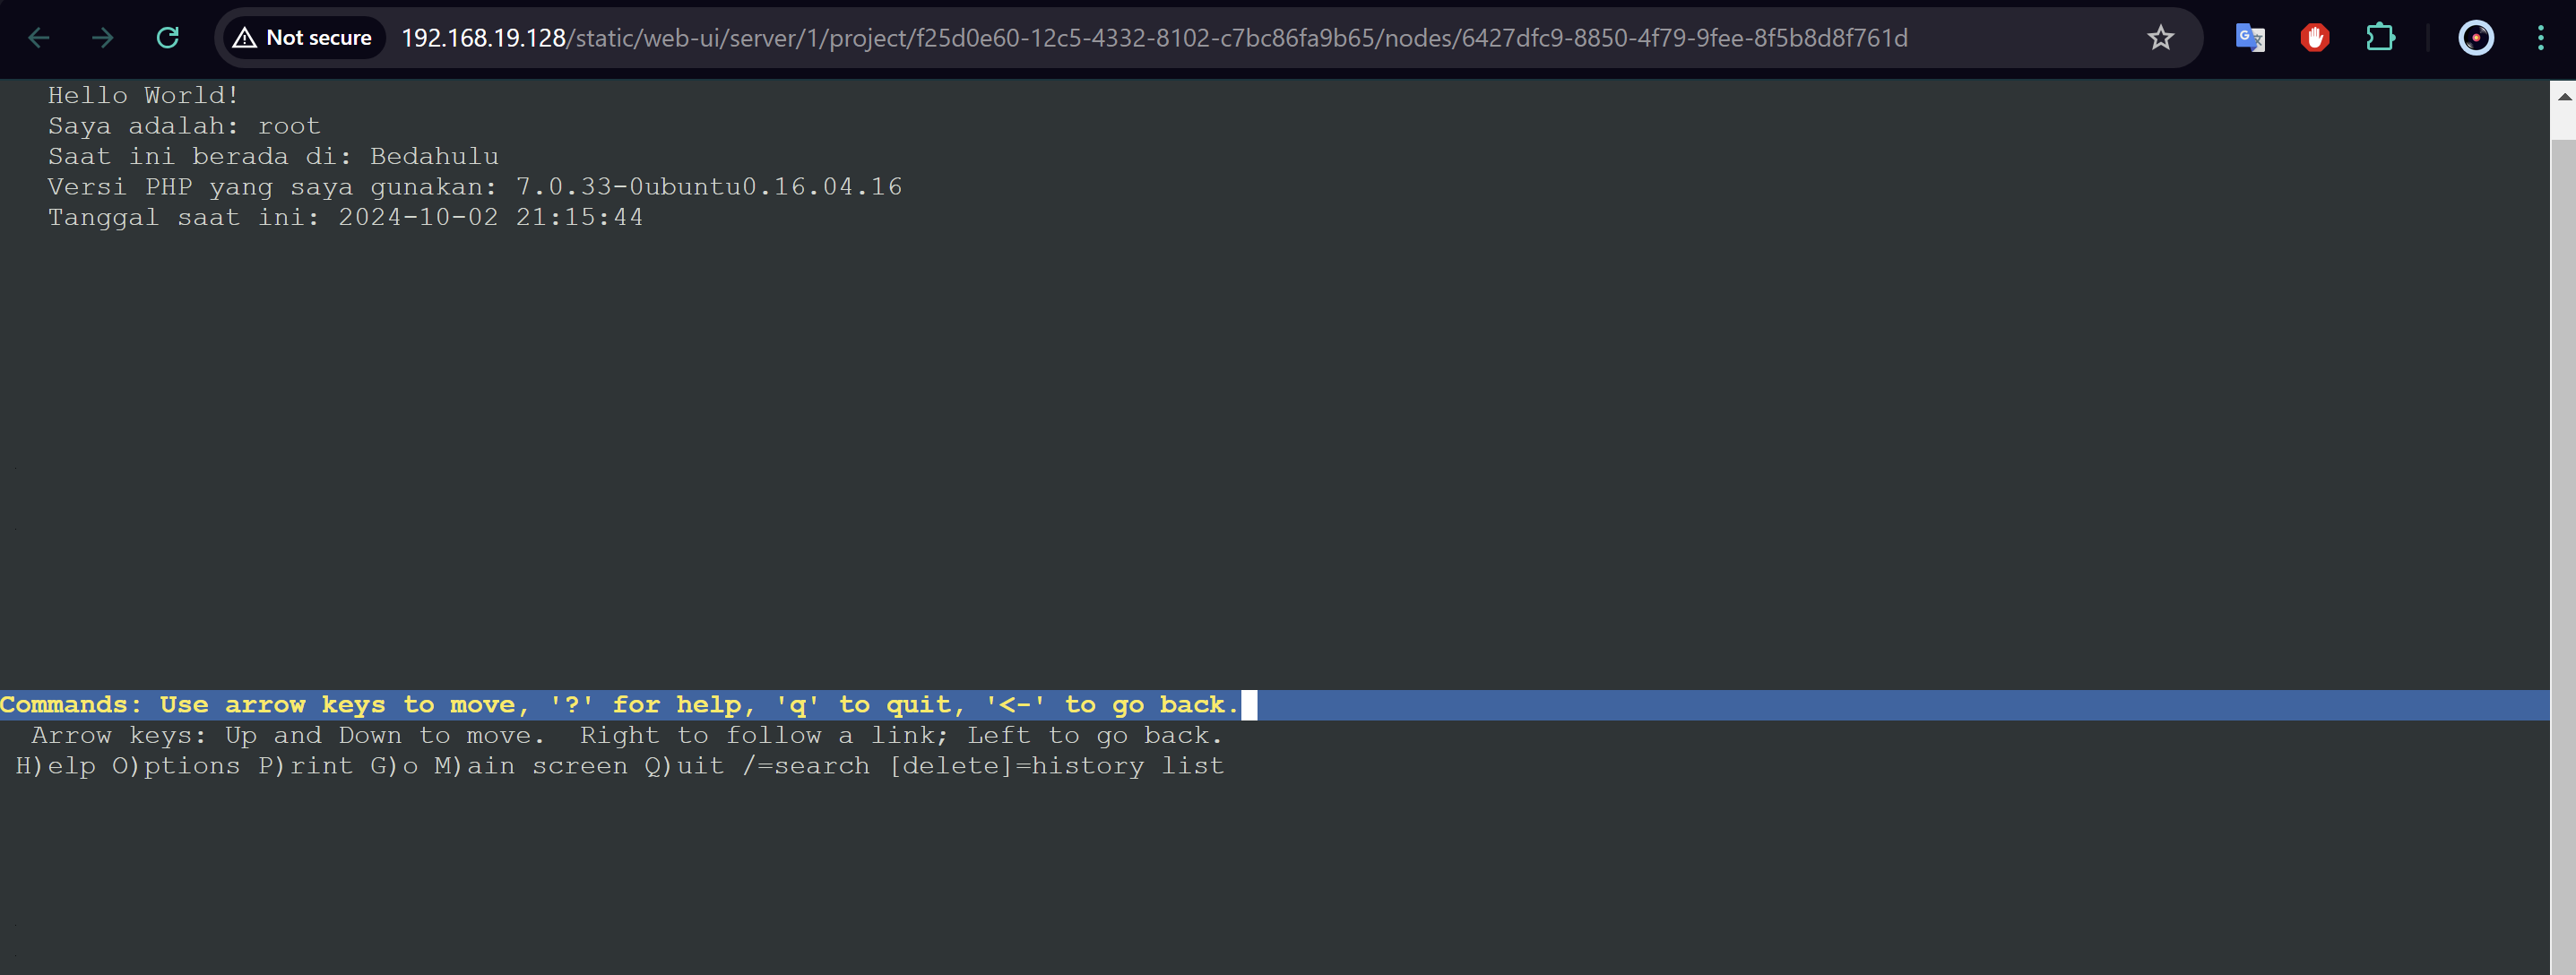 Not secure 192.168.19.128/static/web-ui/server/1/project/f25d0e60-12c5-4332-8102-c7bc86fa9b65/nodes/6427dfc9-8850-4f79-9fee-8f5b8d8f761d
Hello World!
Saya adalah: root
Saat ini berada di: Bedahulu
Versi PHP yang saya gunakan: 7.0.33-0ubuntu0.16.04.16
Tanggal saat ini: 2024-10-02 21:15:44
Commands: Use arrow keys to move, '?' for help, 'q' to quit, '<-' to go back.
Arrow keys: Up and Down to move.  Right to follow a link; Left to go back.
H)elp O)ptions P)rint G)o M)ain screen Q)uit /=search [delete]=history list